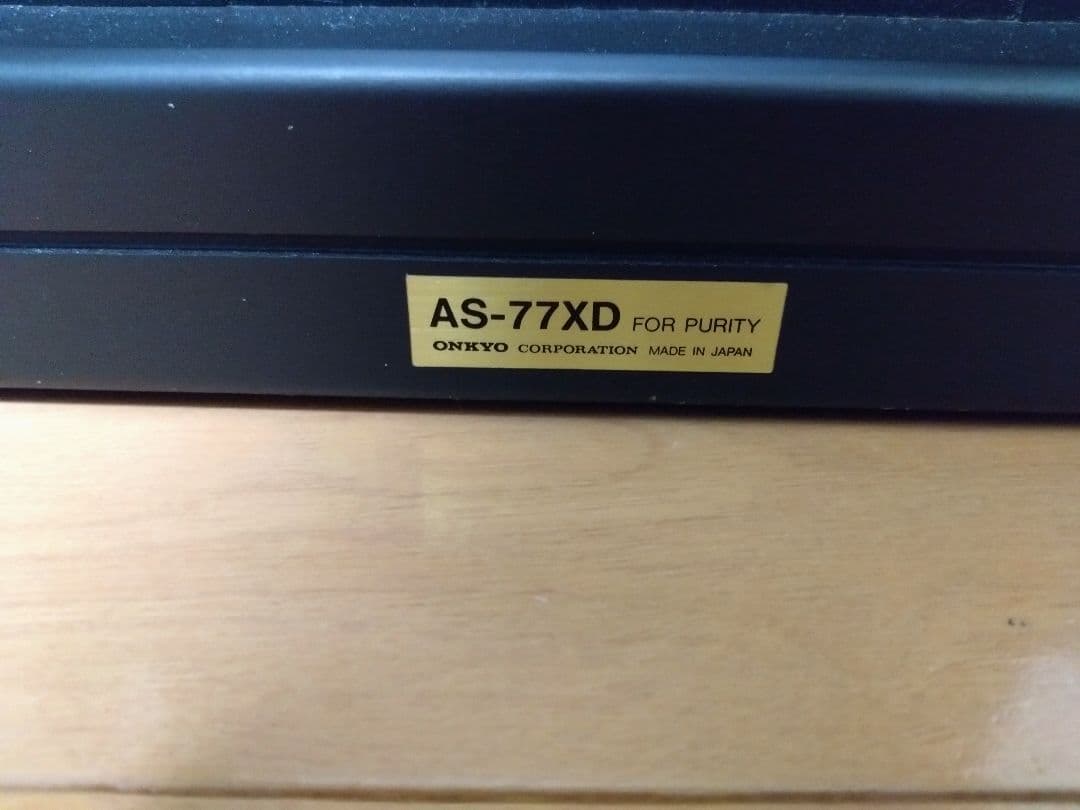 AS-77XD FOR PURITY
ONKYO CORPORATION MADE IN JAPAN